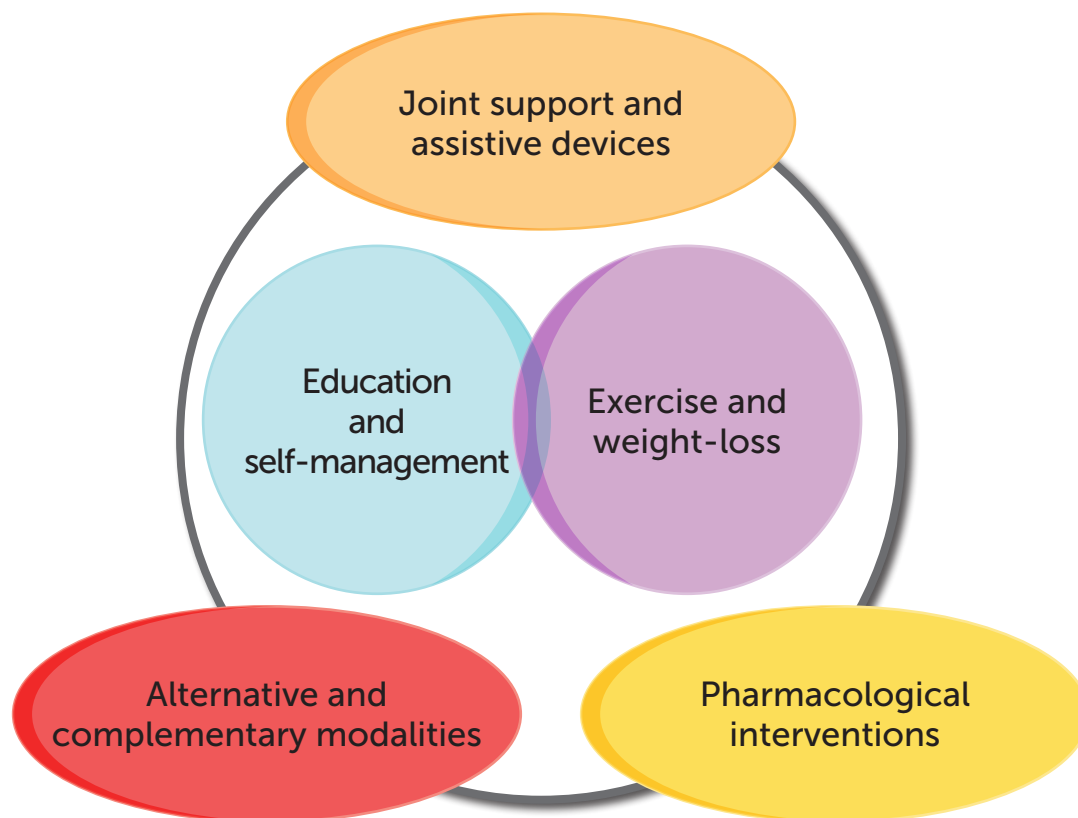 Joint support and
assistive devices
Education
and
self-management
Exercise and
weight-loss
Alternative and
complementary modalities
Pharmacological
interventions